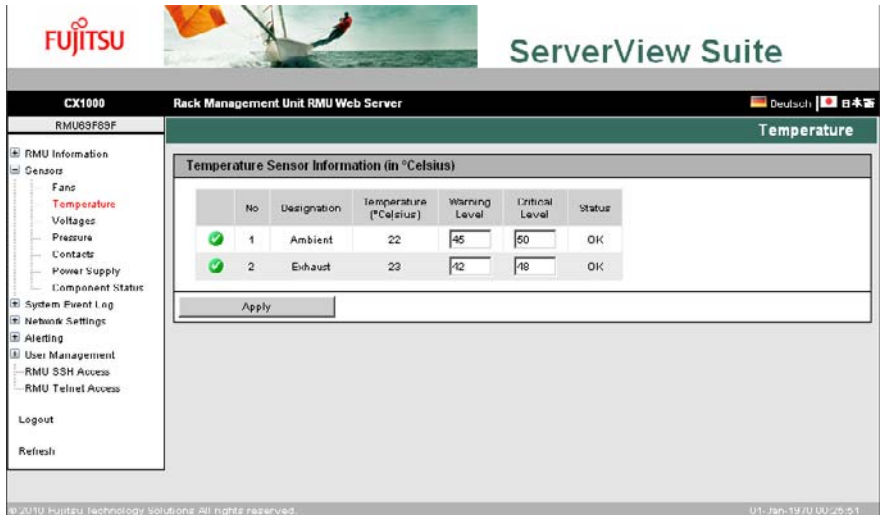 FUJITSU
ServerView Suite
CX1000
Rack Management Unit RMU Web Server
Deutsch
日本語
RMU69F89F
Temperature
RMU Information
Sensors
Fans
Temperature
Voltages
Pressure
Contacts
Power Supply
Component Status
System Event Log
Network Settings
Alerting
User Management
RMU SSH Access
RMU Telnet Access
Logout
Refresh
Temperature Sensor Information (in °Celsius)
No Designation Temperature (°Celsius) Warning Level Critical Level Status
1 Ambient 22 45 50 OK
2 Exhaust 23 42 48 OK
Apply
© 2010 Fujitsu Technology Solutions All rights reserved.
01-Jan-1970 00:25:51